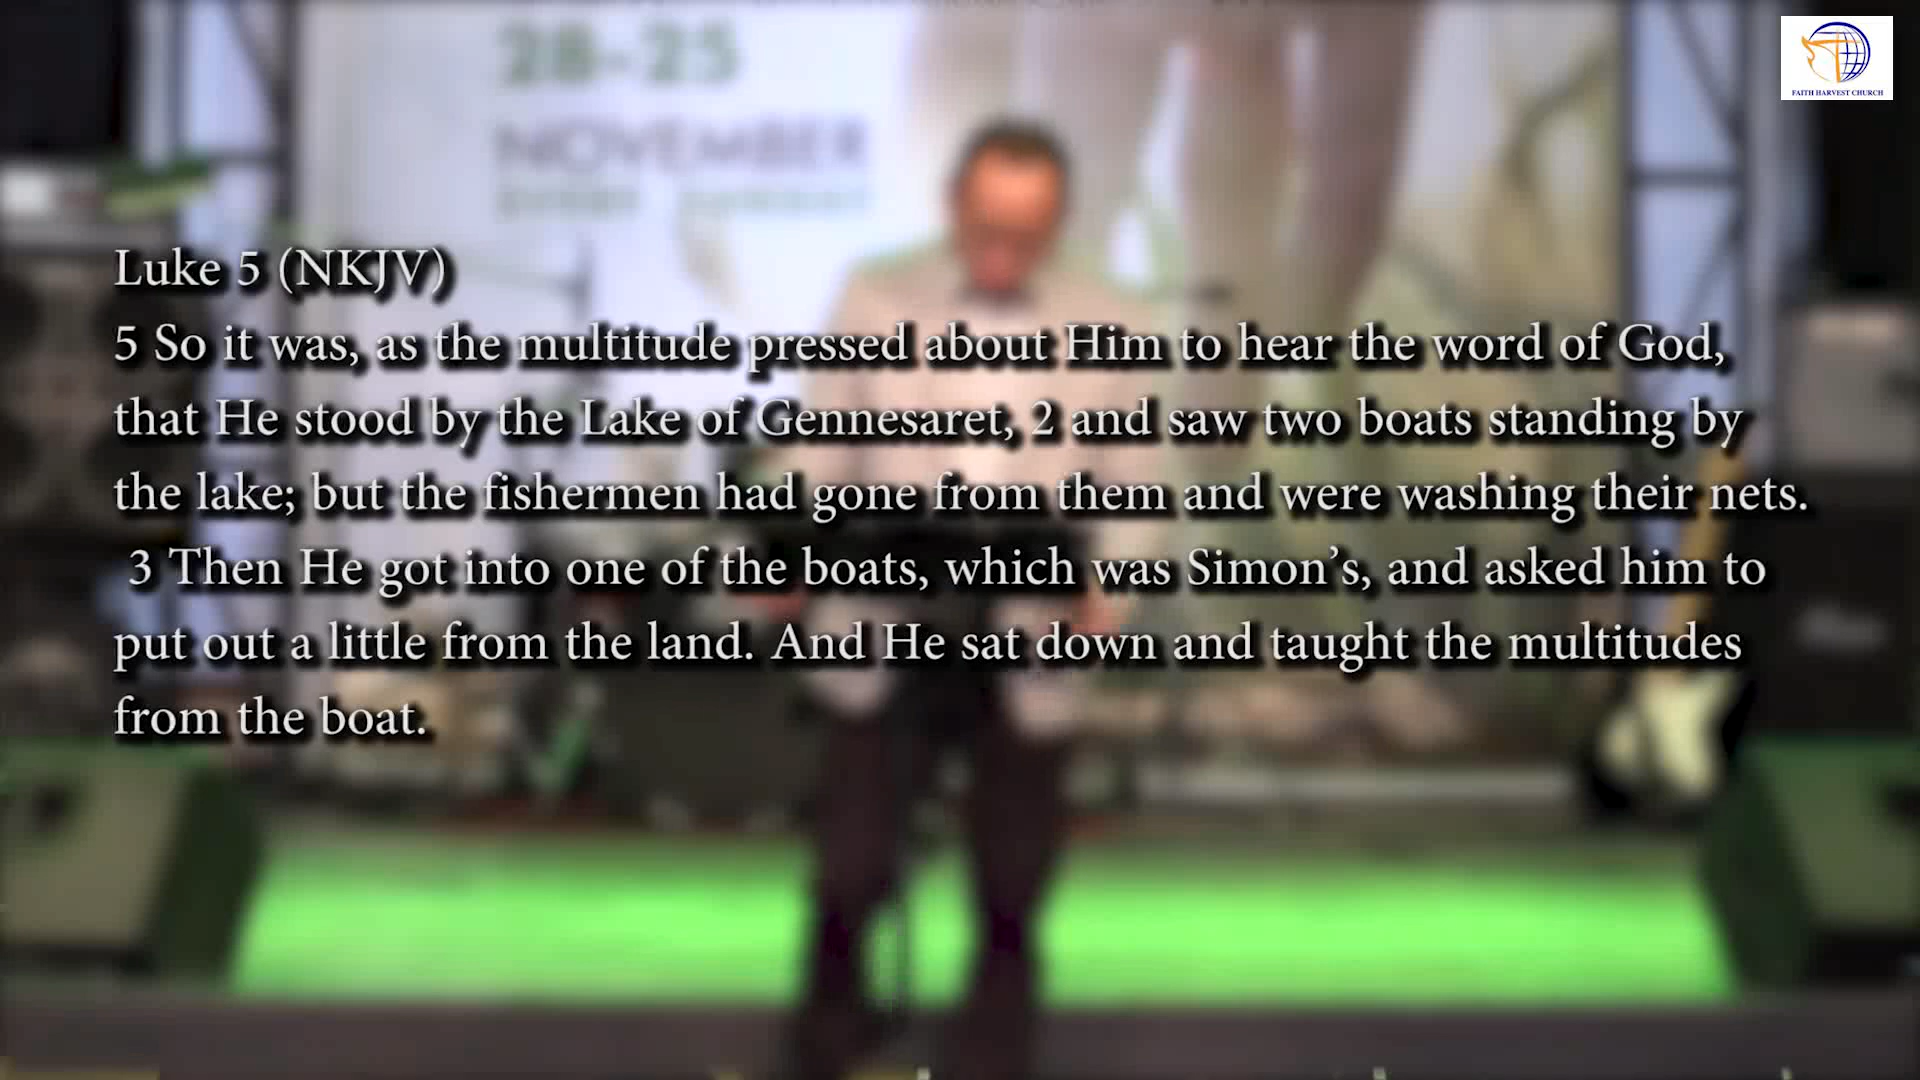 28-25
NOVEMBER
FAITH HARVEST CHURCH
Luke 5 (NKJV)
5 So it was, as the multitude pressed about Him to hear the word of God,
that He stood by the Lake of Gennesaret, 2 and saw two boats standing by
the lake; but the fishermen had gone from them and were washing their nets.
3 Then He got into one of the boats, which was Simon’s, and asked him to
put out a little from the land. And He sat down and taught the multitudes
from the boat.